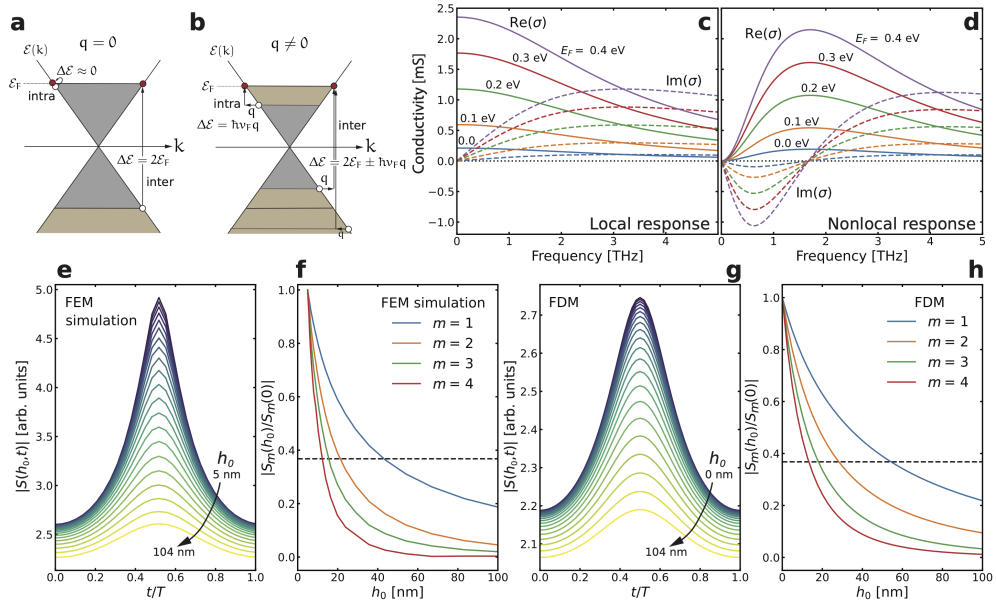 a
q = 0
ℰ(k)
Δℰ ≈ 0
ℰF
intra
k
Δℰ = 2ℰF
inter
b
q ≠ 0
ℰ(k)
ℰF
intra
q
Δℰ = ħvFq
inter
k
Δℰ = 2ℰF ± ħvFq
q
q
c
2.5
2.0
1.5
1.0
0.5
0.0
−0.5
−1.0
Conductivity [mS]
Re(σ)
EF = 0.4 eV
0.3 eV
Im(σ)
0.2 eV
0.1 eV
0.0
Local response
0 1 2 3 4
Frequency [THz]
d
Re(σ)
EF = 0.4 eV
0.3 eV
0.2 eV
0.1 eV
0.0 eV
Im(σ)
Nonlocal response
0 1 2 3 4 5
Frequency [THz]
e
FEM
simulation
5.0
4.5
4.0
3.5
3.0
2.5
|S(h0,t)| [arb. units]
h0
5 nm
104 nm
0.0 0.2 0.4 0.6 0.8 1.0
t/T
f
FEM simulation
m = 1
m = 2
m = 3
m = 4
1.0
0.8
0.6
0.4
0.2
0.0
|Sm(h0)/Sm(0)|
0 20 40 60 80 100
h0 [nm]
g
FDM
2.7
2.6
2.5
2.4
2.3
2.2
2.1
|S(h0,t)| [arb. units]
h0
0 nm
104 nm
0.0 0.2 0.4 0.6 0.8 1.0
t/T
h
FDM
m = 1
m = 2
m = 3
m = 4
1.0
0.8
0.6
0.4
0.2
0.0
|Sm(h0)/Sm(0)|
0 20 40 60 80 100
h0 [nm]